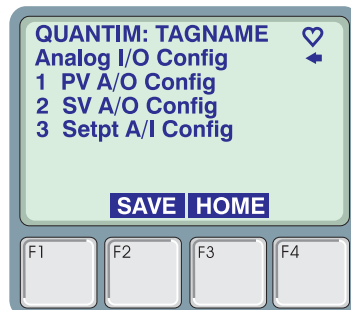 QUANTIM: TAGNAME
Analog I/O Config
1 PV A/O Config
2 SV A/O Config
3 Setpt A/I Config
SAVE HOME
F1 F2 F3 F4